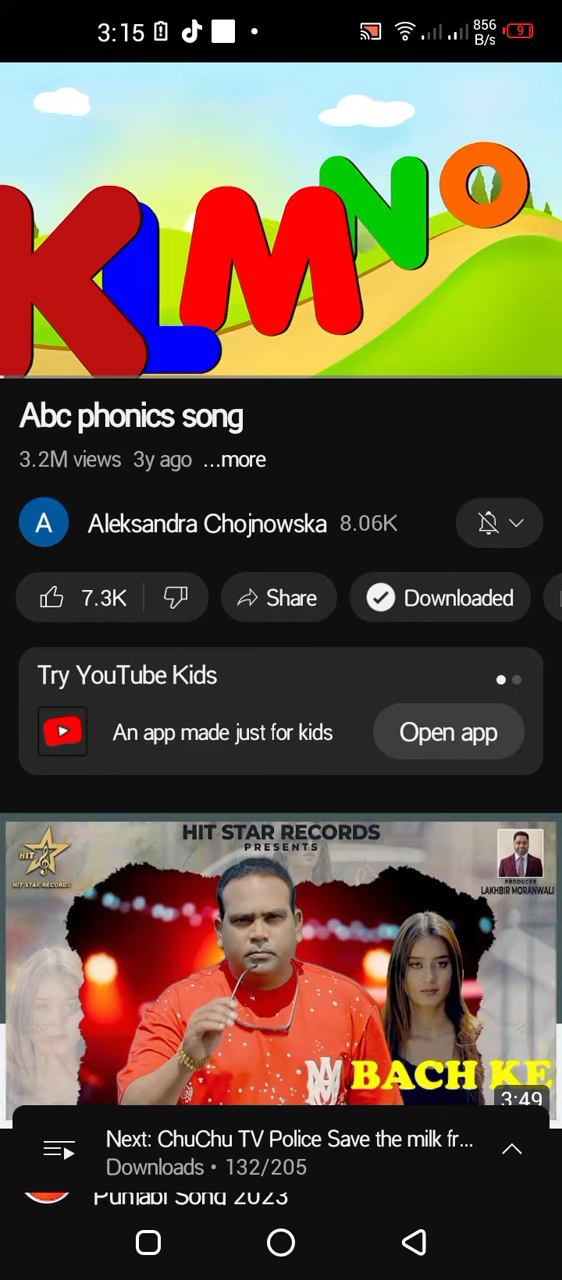 3:15
856
B/s
9
K L M N O
Abc phonics song
3.2M views 3y ago ...more
A Aleksandra Chojnowska 8.06K
7.3K Share Downloaded
Try YouTube Kids
An app made just for kids Open app
HIT STAR RECORDS
PRESENTS
HIT
HIT STAR RECORDS
PRODUCER
LAKHBIR MORANWALI
BACH KE
3:49
Next: ChuChu TV Police Save the milk fr...
Downloads • 132/205
Punjabi Song 2023